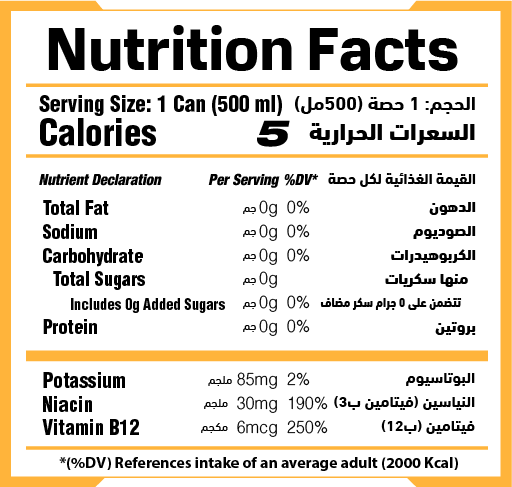 Nutrition Facts
Serving Size: 1 Can (500 ml) الحجم: 1 حصة (500مل)
Calories 5 السعرات الحرارية
Nutrient Declaration Per Serving %DV* القيمة الغذائية لكل حصة
Total Fat جم 0g 0% الدهون
Sodium جم 0g 0% الصوديوم
Carbohydrate جم 0g 0% الكربوهيدرات
Total Sugars جم 0g منها سكريات
Includes 0g Added Sugars جم 0g 0% تتضمن على 0 جرام سكر مضاف
Protein جم 0g 0% بروتين
Potassium ملجم 85mg 2% البوتاسيوم
Niacin ملجم 30mg 190% النياسين (فيتامين ب3)
Vitamin B12 مكجم 6mcg 250% فيتامين (ب12)
*(%DV) References intake of an average adult (2000 Kcal)